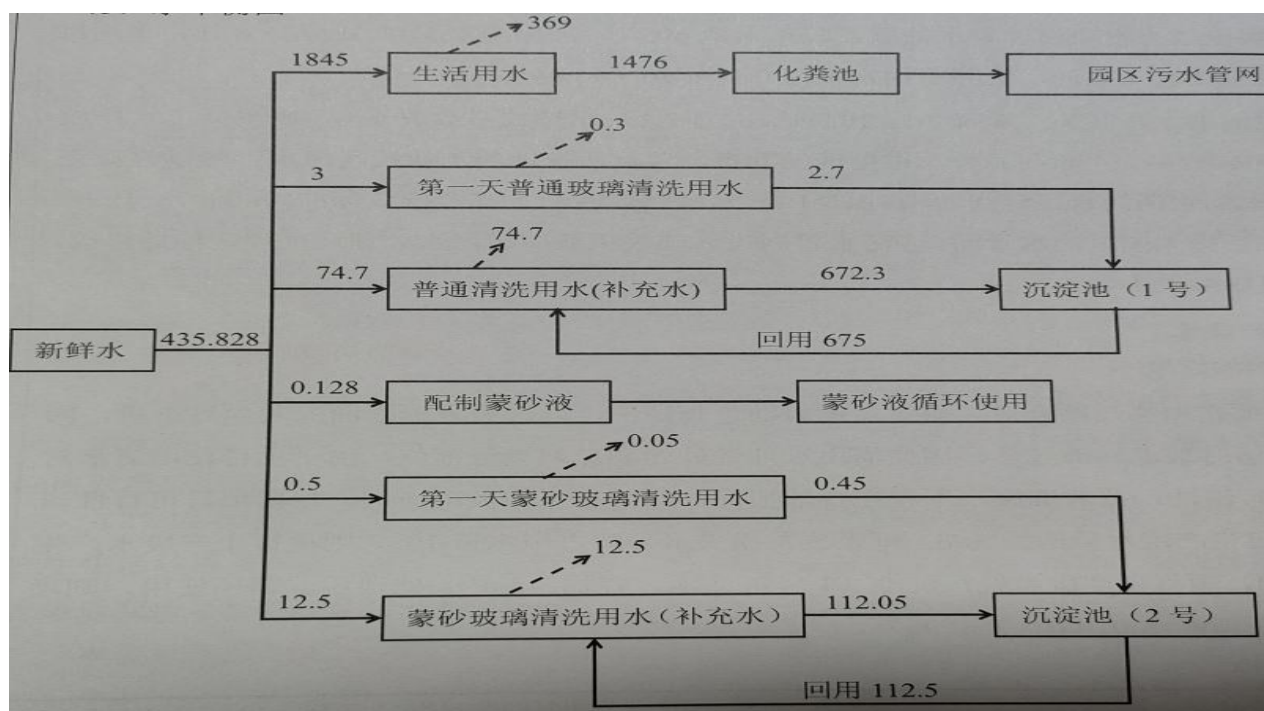 369
1845
生活用水
1476
化粪池
园区污水管网
0.3
3
第一天普通玻璃清洗用水
2.7
74.7
74.7
普通清洗用水(补充水)
672.3
沉淀池（1 号）
回用 675
新鲜水
435.828
0.128
配制蒙砂液
蒙砂液循环使用
0.05
0.5
第一天蒙砂玻璃清洗用水
0.45
12.5
12.5
蒙砂玻璃清洗用水（补充水）
112.05
沉淀池（2 号）
回用 112.5